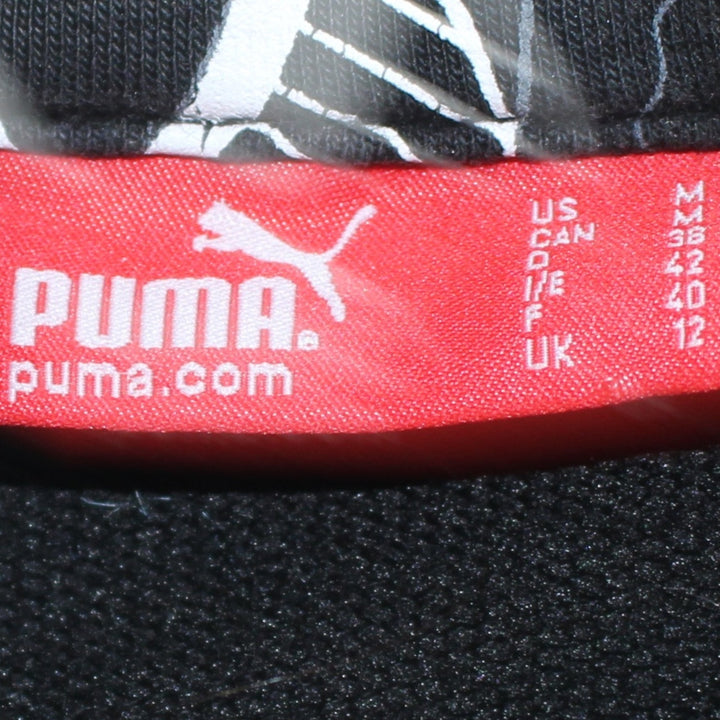 PUMA®
puma.com
US M
CAN M
D 38
I/E 42
F 40
UK 12